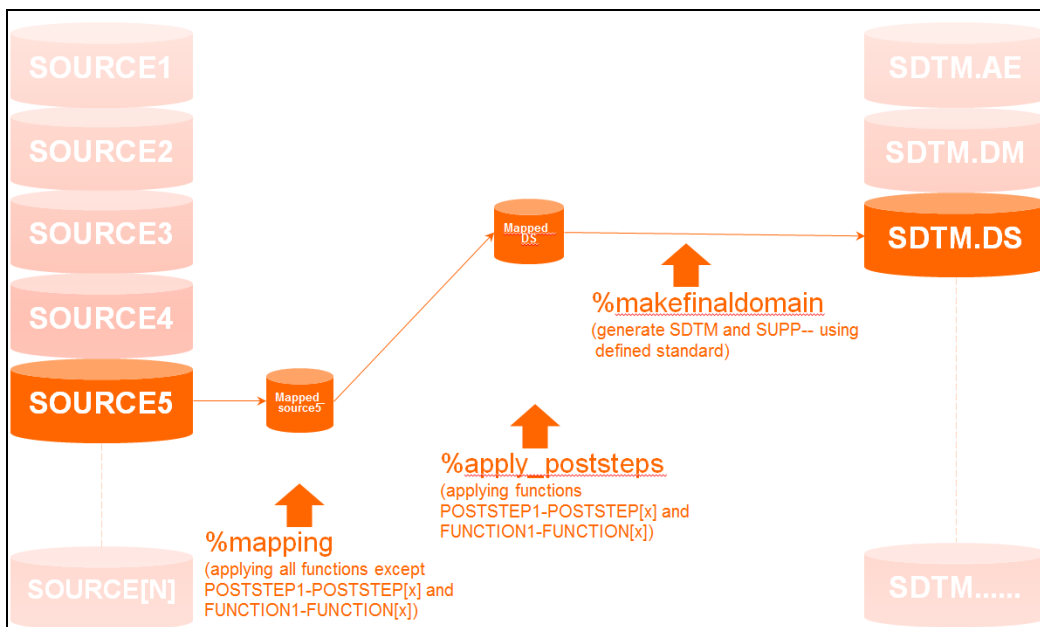 SOURCE1
SOURCE2
SOURCE3
SOURCE4
SOURCE5
SOURCE[N]
Mapped_
source5
%mapping
(applying all functions except
POSTSTEP1-POSTSTEP[x] and
FUNCTION1-FUNCTION[x])
Mapped_
DS
%apply_poststeps
(applying functions
POSTSTEP1-POSTSTEP[x] and
FUNCTION1-FUNCTION[x])
%makefinaldomain
(generate SDTM and SUPP-- using
defined standard)
SDTM.AE
SDTM.DM
SDTM.DS
SDTM......